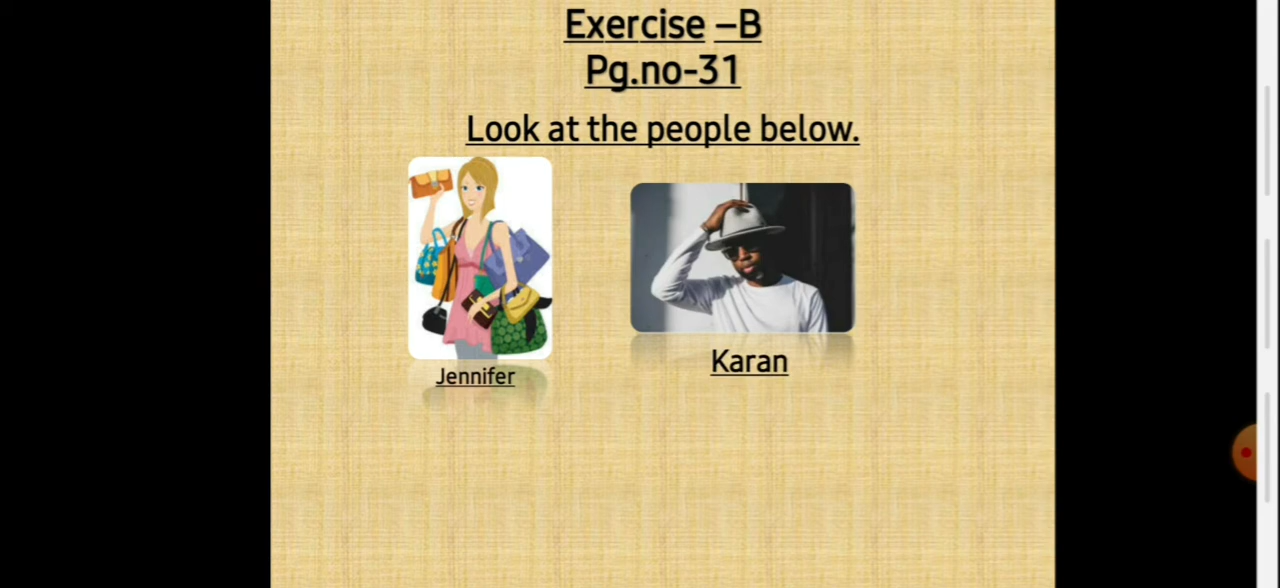 Exercise –B
Pg.no-31
Look at the people below.
Jennifer
Karan